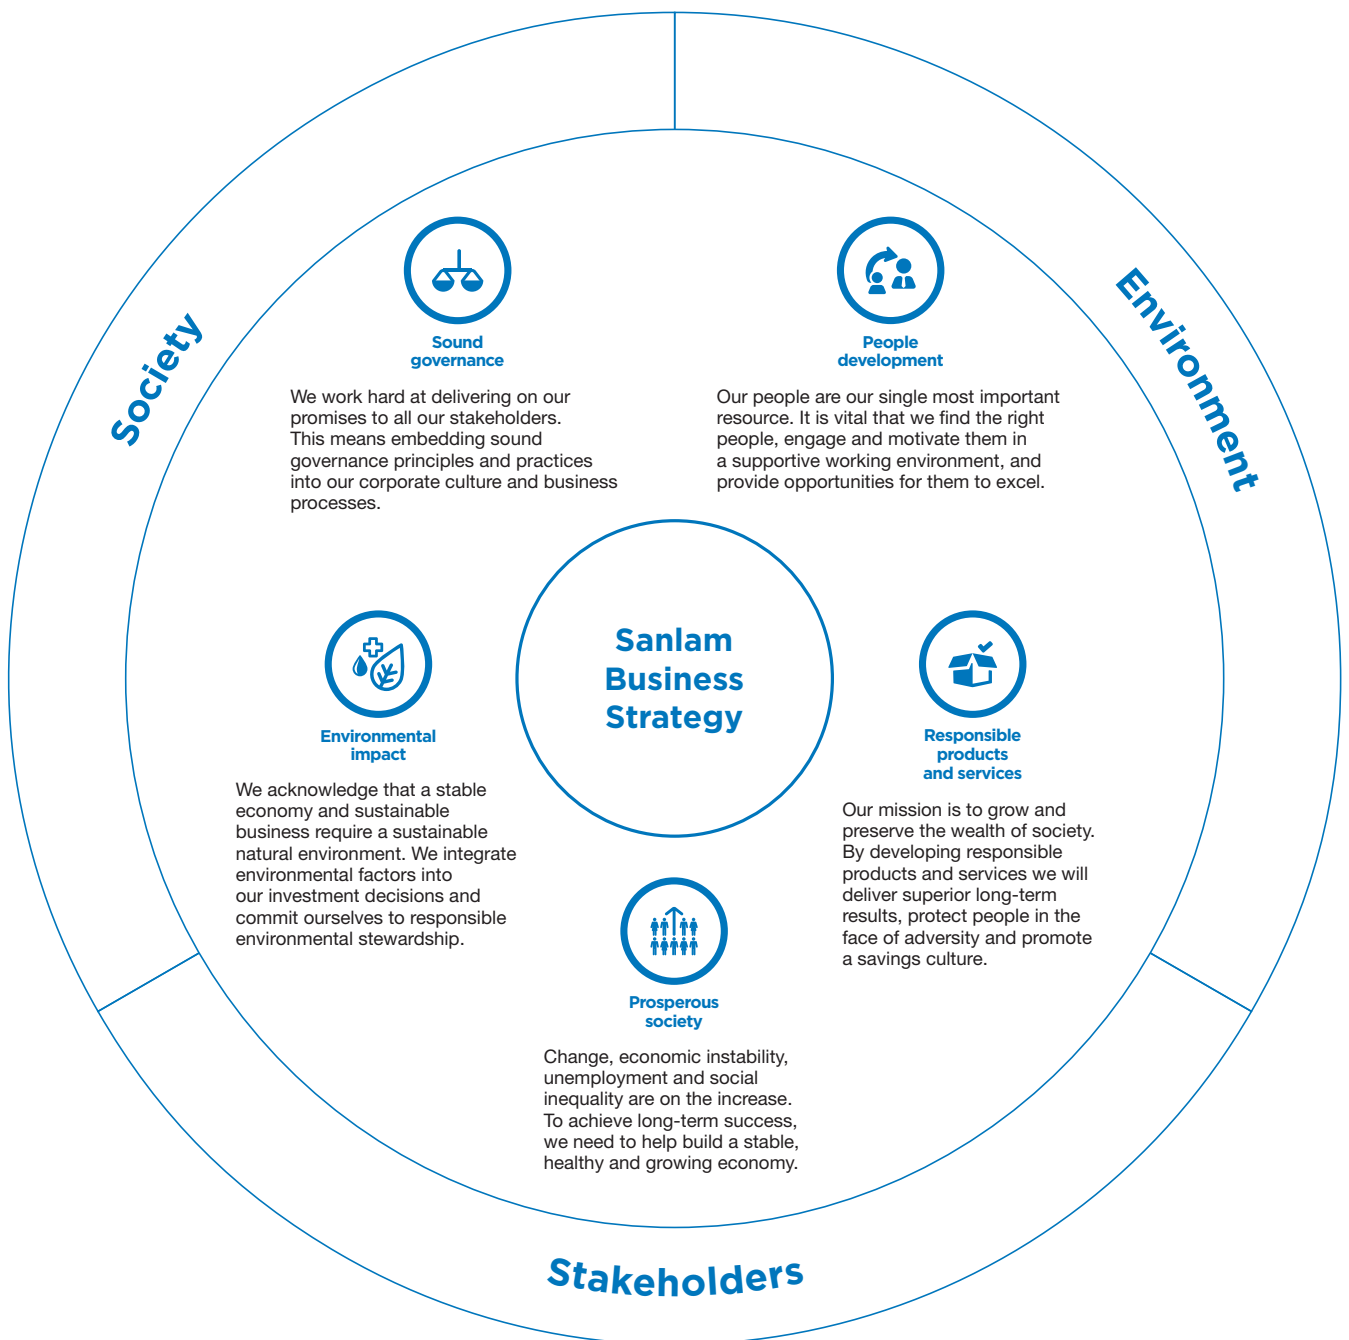 Society
Environment
Sound
governance
We work hard at delivering on our
promises to all our stakeholders.
This means embedding sound
governance principles and practices
into our corporate culture and business
processes.
People
development
Our people are our single most important
resource. It is vital that we find the right
people, engage and motivate them in
a supportive working environment, and
provide opportunities for them to excel.
Sanlam
Business
Strategy
Environmental
impact
We acknowledge that a stable
economy and sustainable
business require a sustainable
natural environment. We integrate
environmental factors into
our investment decisions and
commit ourselves to responsible
environmental stewardship.
Responsible
products
and services
Our mission is to grow and
preserve the wealth of society.
By developing responsible
products and services we will
deliver superior long-term
results, protect people in the
face of adversity and promote
a savings culture.
Prosperous
society
Change, economic instability,
unemployment and social
inequality are on the increase.
To achieve long-term success,
we need to help build a stable,
healthy and growing economy.
Stakeholders